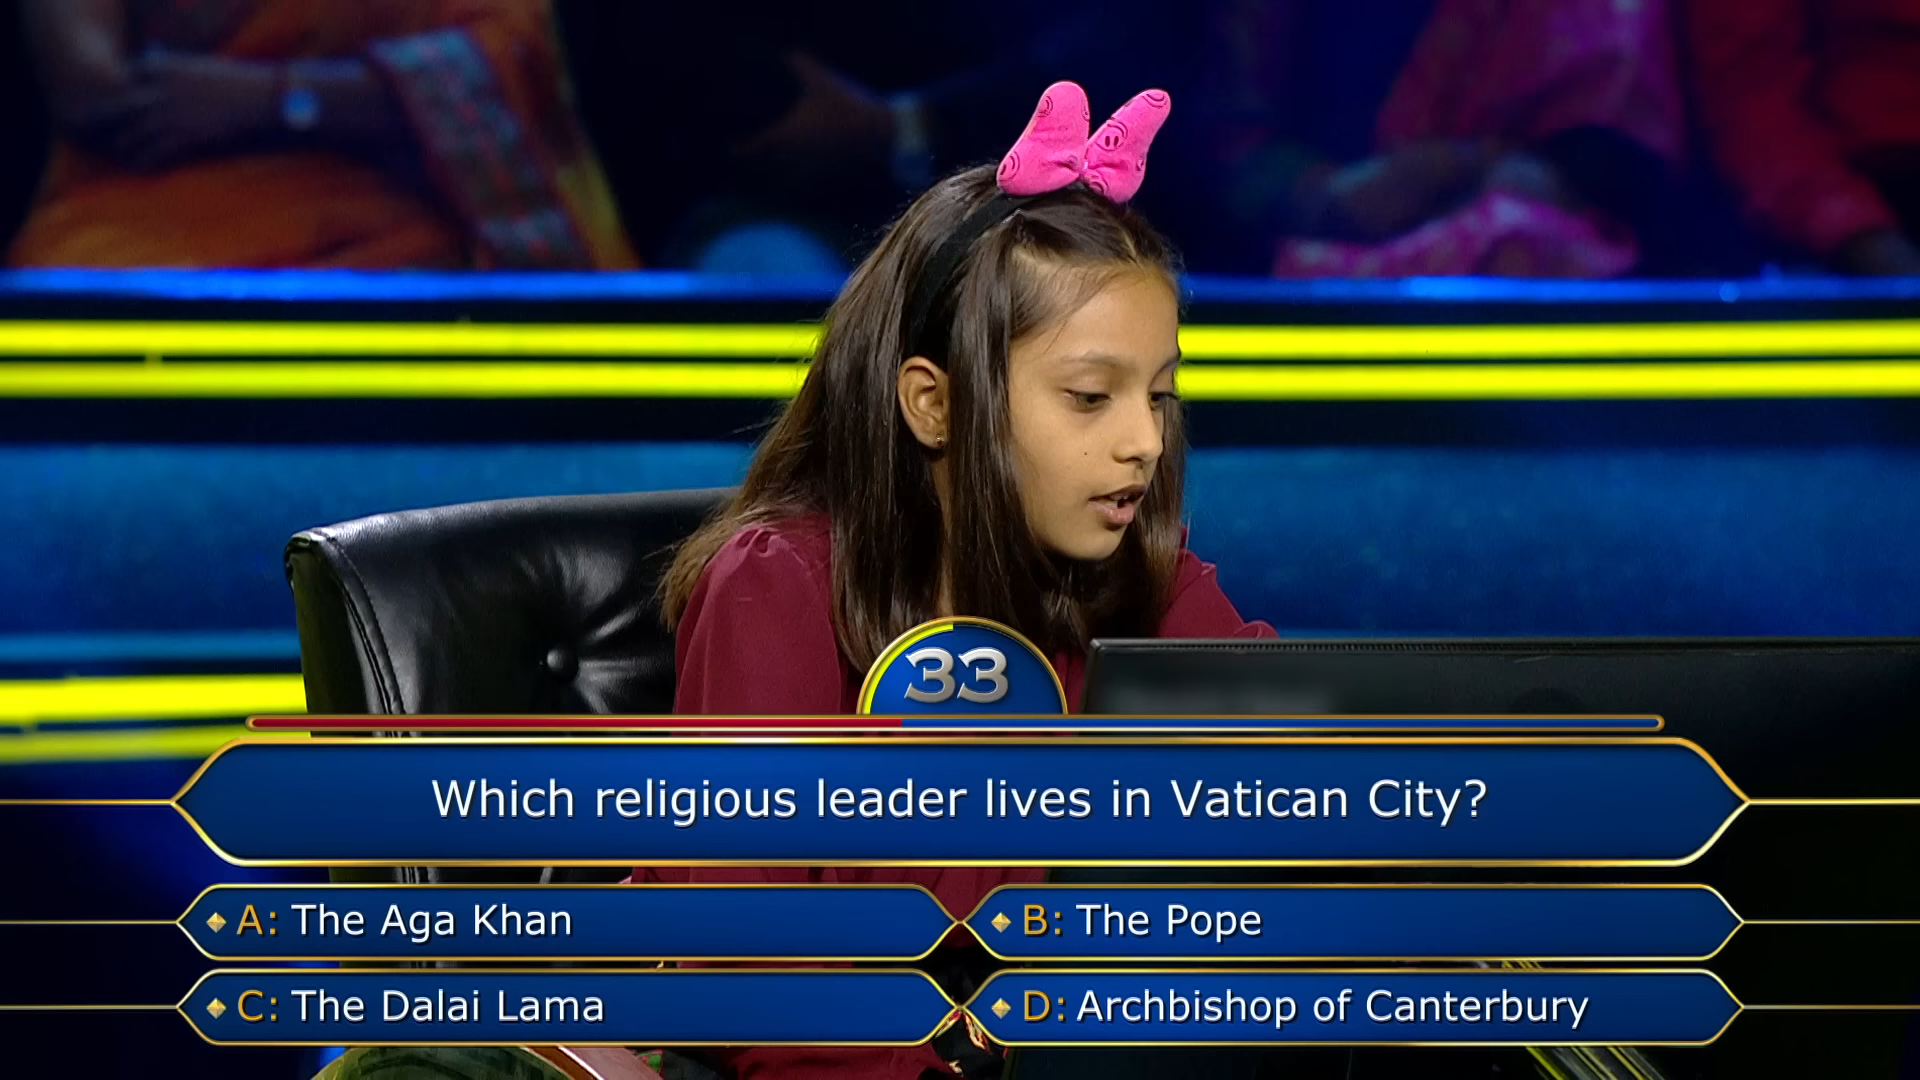 33
Which religious leader lives in Vatican City?
A: The Aga Khan
B: The Pope
C: The Dalai Lama
D: Archbishop of Canterbury